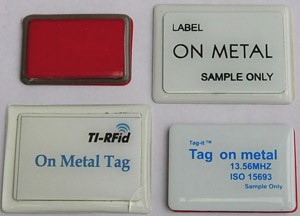 LABEL
ON METAL
SAMPLE ONLY
TI-RFid
On Metal Tag
Tag-it™
Tag on metal
13.56MHZ
ISO 15693
Sample Only